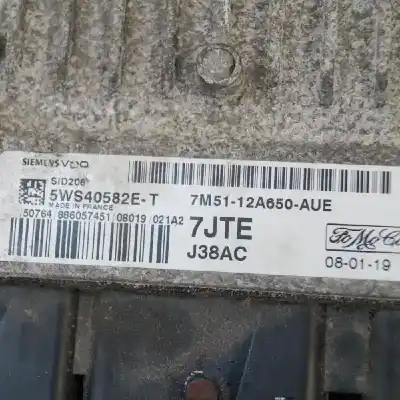 SIEMENS VDO
SID206
5WS40582E-T
7M51-12A650-AUE
MADE IN FRANCE
50764 886057451 08019 021A2
7JTE
J38AC
FoMoCo
08-01-19